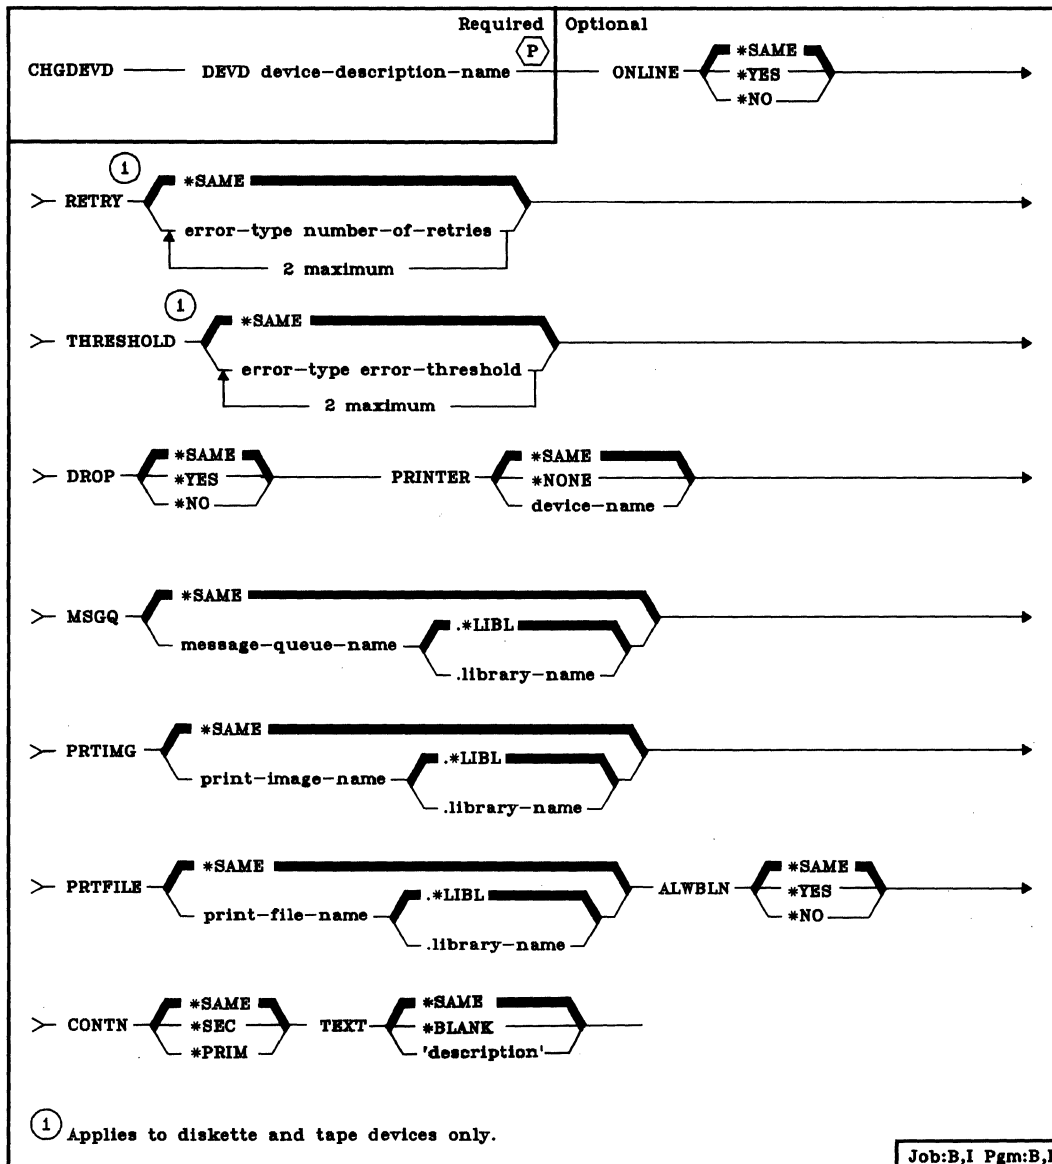 Required Optional
P
CHGDEVD DEVD device-description-name ONLINE *SAME
*YES
*NO
1
RETRY *SAME
error-type number-of-retries
2 maximum
1
THRESHOLD *SAME
error-type error-threshold
2 maximum
DROP *SAME
*YES
*NO
PRINTER *SAME
*NONE
device-name
MSGQ *SAME
message-queue-name .*LIBL
.library-name
PRTIMG *SAME
print-image-name .*LIBL
.library-name
PRTFILE *SAME
print-file-name .*LIBL
.library-name
ALWBLN *SAME
*YES
*NO
CONTN *SAME
*SEC
*PRIM
TEXT *SAME
*BLANK
'description'
1 Applies to diskette and tape devices only.
Job:B,I Pgm:B,